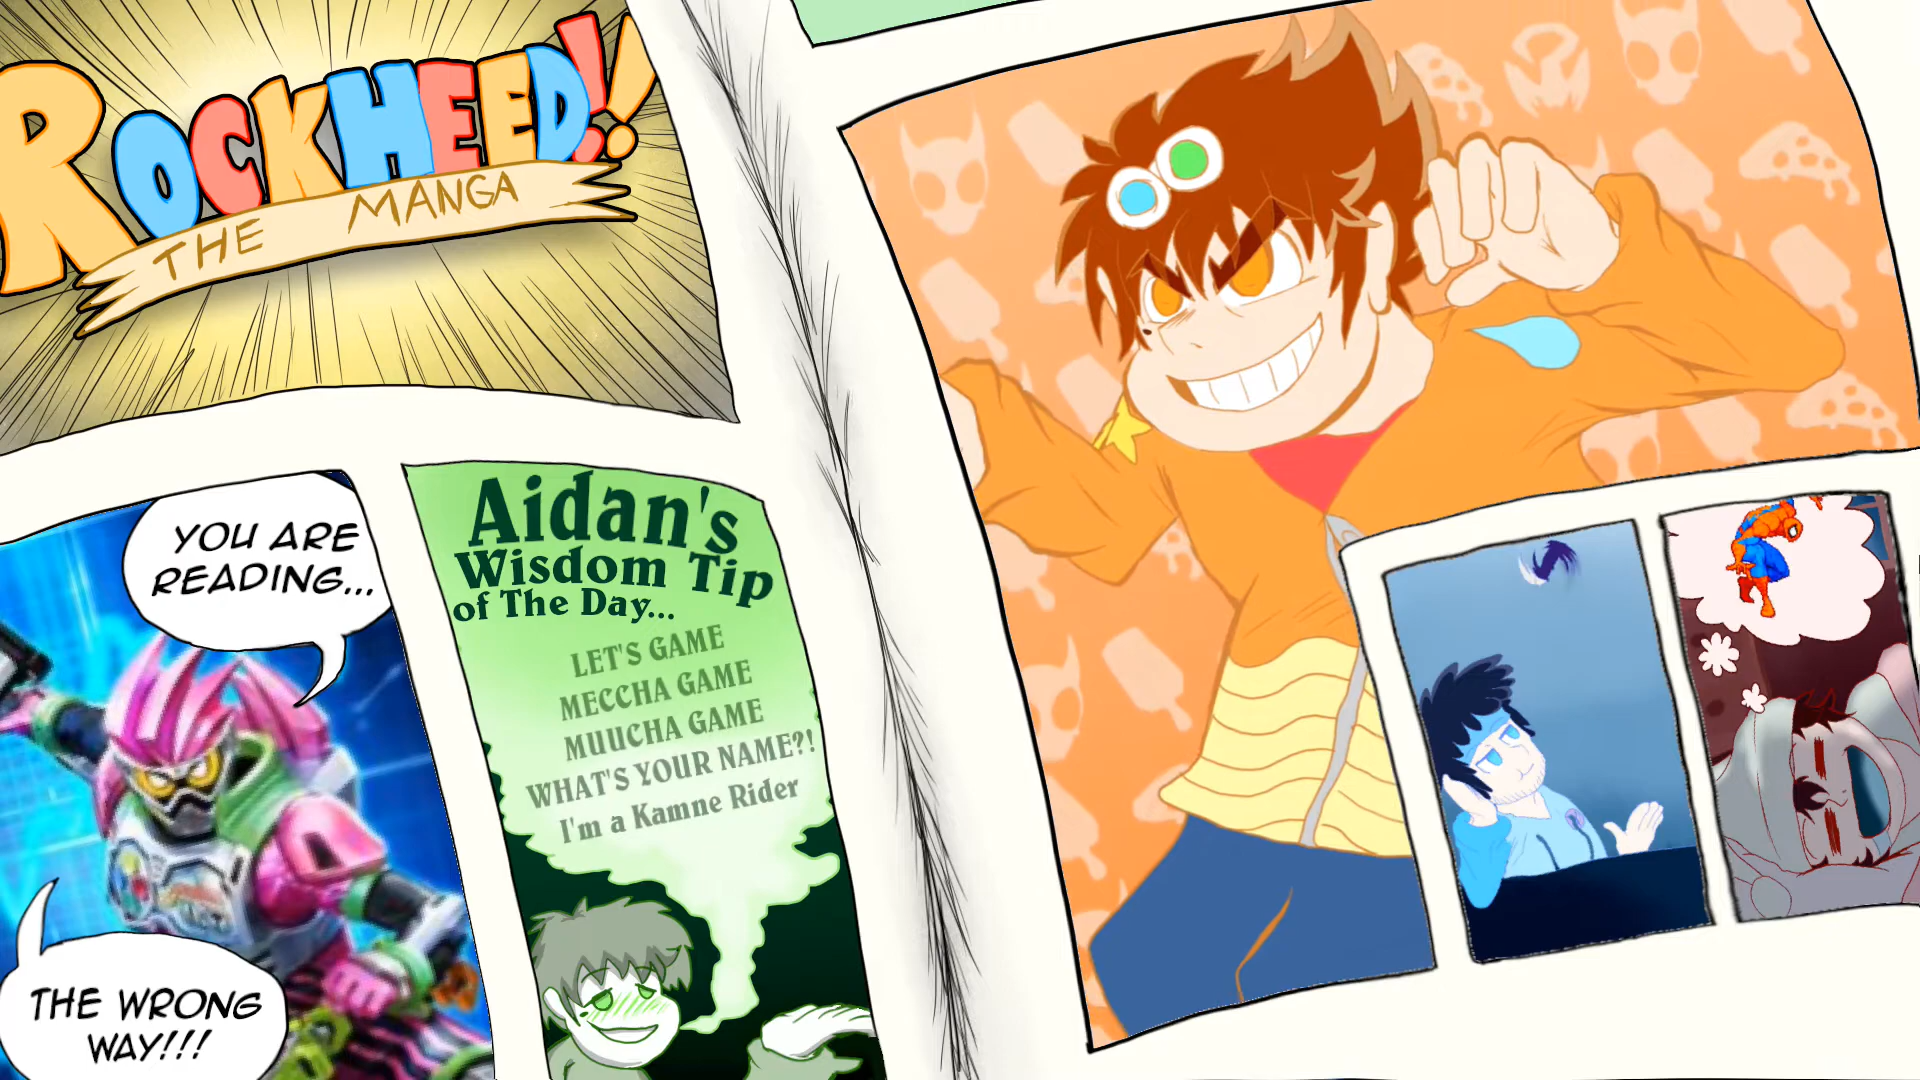 ROCKHEED!!
THE MANGA
YOU ARE
READING...
THE WRONG
WAY!!!
Aidan's
Wisdom Tip
of The Day...
LET'S GAME
MECCHA GAME
MUUCHA GAME
WHAT'S YOUR NAME?!
I'm a Kamne Rider